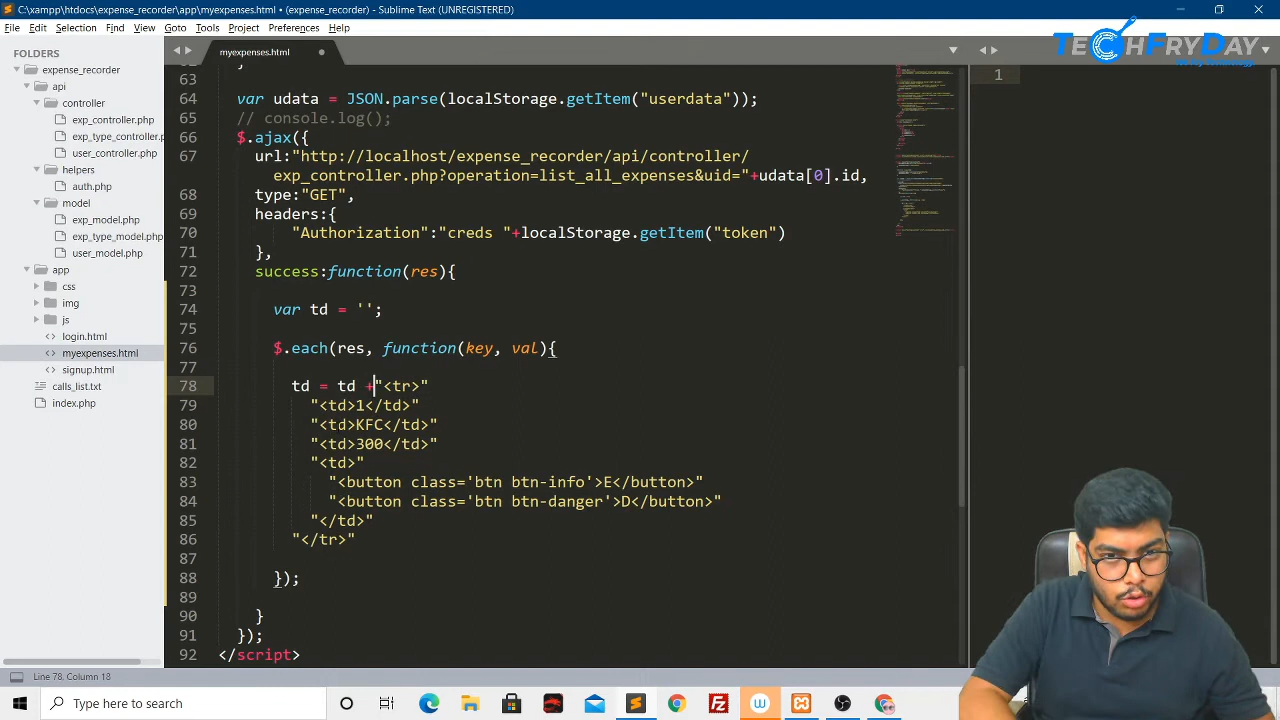 C:\xampp\htdocs\expense_recorder\app\myexpenses.html • (expense_recorder) - Sublime Text (UNREGISTERED)
File Edit Selection Find View Goto Tools Project Preferences Help
TECHFRYDAY
FOLDERS
expense_recorder
api
controller
exp_controller.php
exp_type_controller.php
user_controller.php
helpers
auth.php
model
exp_model.php
exp_type_model.php
user_model.php
app
css
img
js
login.html
myexpenses.html
signup.html
calls_list.txt
index.php
myexpenses.html
1
63
64 var udata = JSON.parse(localStorage.getItem("userdata"));
65 // console.log();
66 $.ajax({
67 url:"http://localhost/expense_recorder/api/controller/
exp_controller.php?operation=list_all_expenses&uid="+udata[0].id,
68 type:"GET",
69 headers:{
70 "Authorization":"creds "+localStorage.getItem("token")
71 },
72 success:function(res){
73
74 var td = '';
75
76 $.each(res, function(key, val){
77
78 td = td +"<tr>"
79 "<td>1</td>"
80 "<td>KFC</td>"
81 "<td>300</td>"
82 "<td>"
83 "<button class='btn btn-info'>E</button>"
84 "<button class='btn btn-danger'>D</button>"
85 "</td>"
86 "</tr>"
87
88 });
89
90 }
91 });
92 </script>
Line 78, Column 18
Type here to search